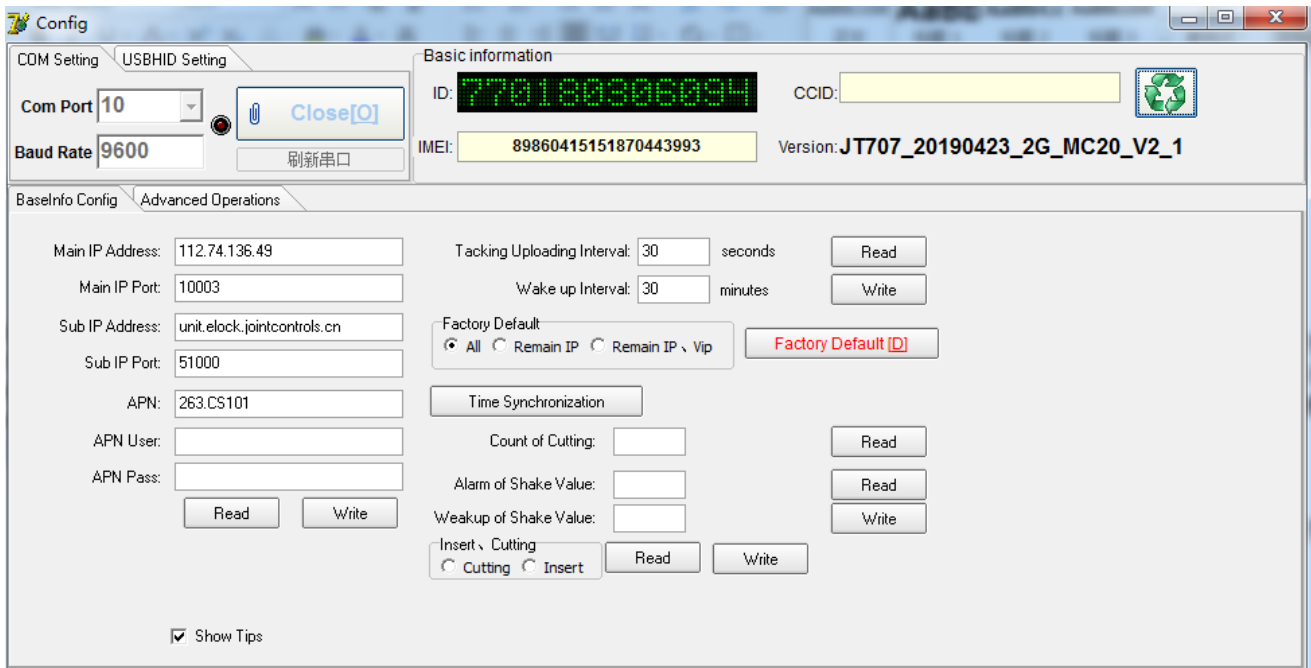 Config
COM Setting USBHID Setting
Com Port 10
Close[O]
Baud Rate 9600
刷新串口
Basic information
ID: 770180306094
CCID:
IMEI: 89860415151870443993
Version: JT707_20190423_2G_MC20_V2_1
BaseInfo Config Advanced Operations
Main IP Address: 112.74.136.49
Main IP Port: 10003
Sub IP Address: unit.elock.jointcontrols.cn
Sub IP Port: 51000
APN: 263.CS101
APN User:
APN Pass:
Read Write
Tacking Uploading Interval: 30 seconds Read
Wake up Interval: 30 minutes Write
Factory Default
All Remain IP Remain IP、Vip
Factory Default [D]
Time Synchronization
Count of Cutting: Read
Alarm of Shake Value: Read
Weakup of Shake Value: Write
Insert、Cutting
Cutting Insert
Read Write
Show Tips